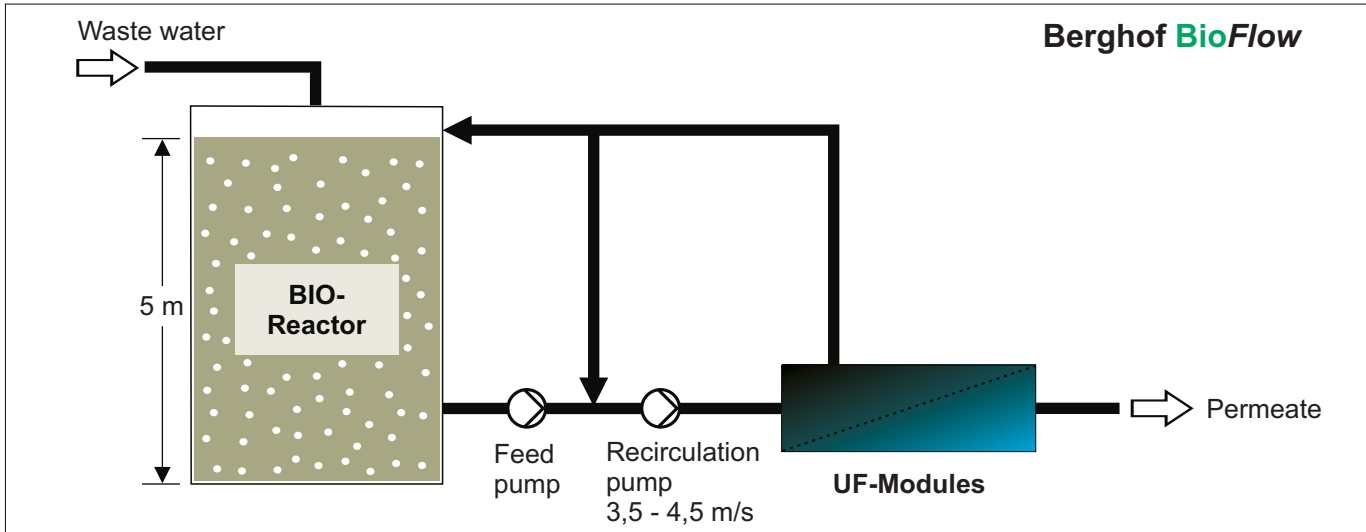 Waste water
Berghof BioFlow
5 m
BIO-
Reactor
Feed
pump
Recirculation
pump
3,5 - 4,5 m/s
UF-Modules
Permeate